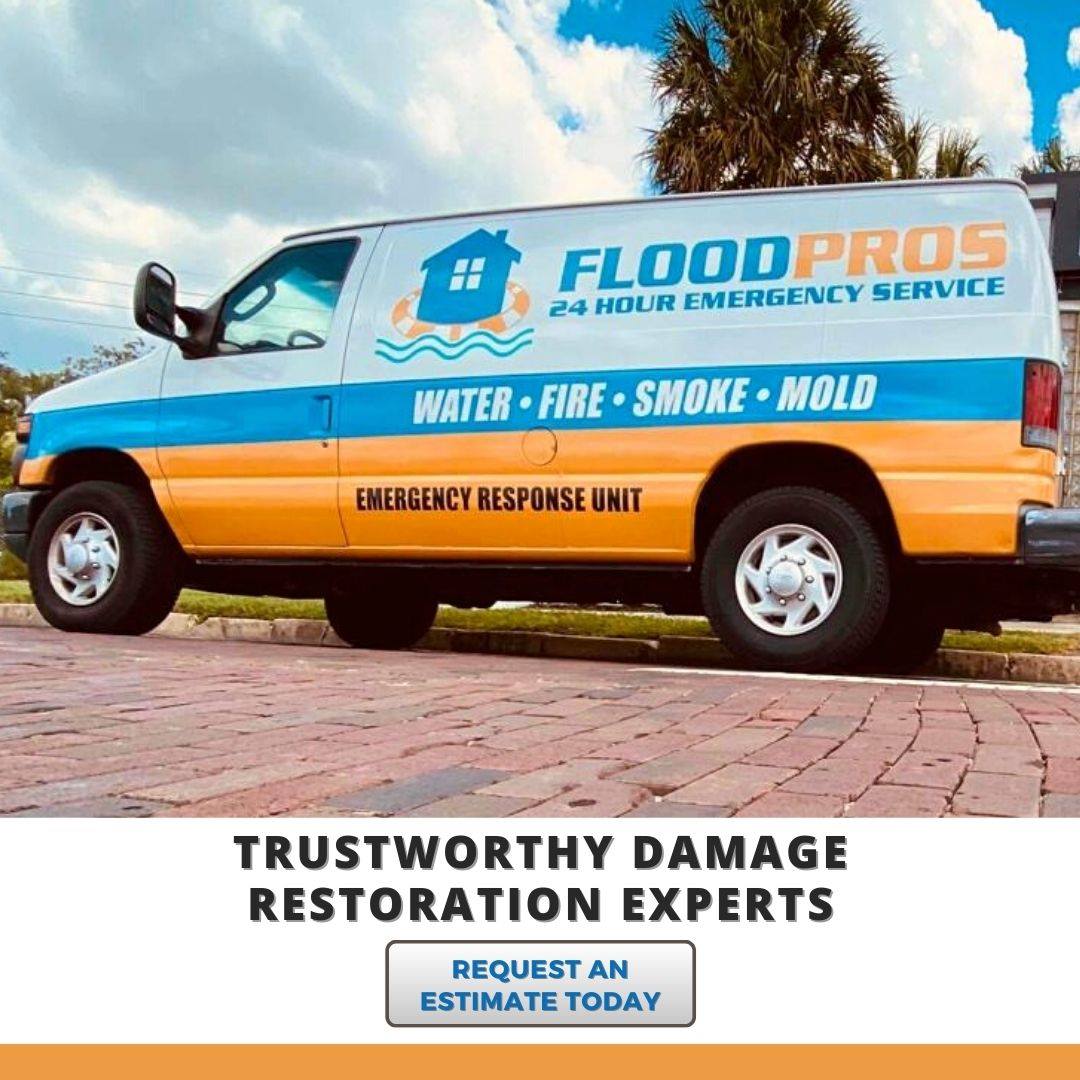 FLOODPROS
24 HOUR EMERGENCY SERVICE
WATER • FIRE • SMOKE • MOLD
EMERGENCY RESPONSE UNIT
TRUSTWORTHY DAMAGE
RESTORATION EXPERTS
REQUEST AN
ESTIMATE TODAY